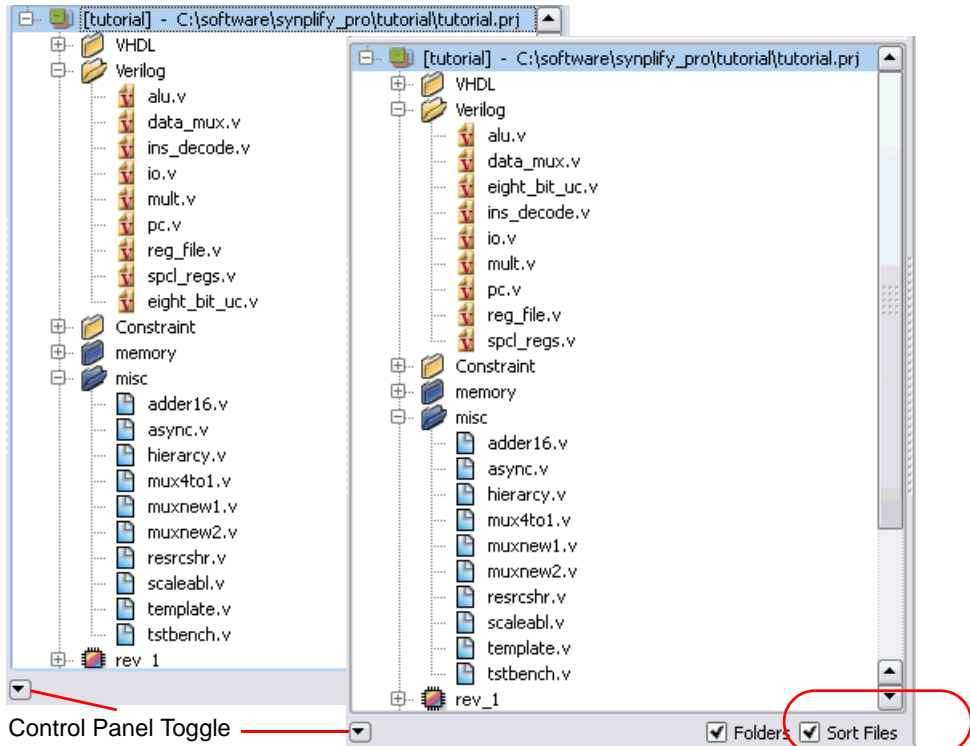 [tutorial] - C:\software\synplify_pro\tutorial\tutorial.prj
VHDL
Verilog
alu.v
data_mux.v
ins_decode.v
io.v
mult.v
pc.v
reg_file.v
spcl_regs.v
eight_bit_uc.v
Constraint
memory
misc
adder16.v
async.v
hierarcy.v
mux4to1.v
muxnew1.v
muxnew2.v
resrcshr.v
scaleabl.v
template.v
tstbench.v
rev_1
Control Panel Toggle
[tutorial] - C:\software\synplify_pro\tutorial\tutorial.prj
VHDL
Verilog
alu.v
data_mux.v
eight_bit_uc.v
ins_decode.v
io.v
mult.v
pc.v
reg_file.v
spcl_regs.v
Constraint
memory
misc
adder16.v
async.v
hierarcy.v
mux4to1.v
muxnew1.v
muxnew2.v
resrcshr.v
scaleabl.v
template.v
tstbench.v
rev_1
Folders Sort Files